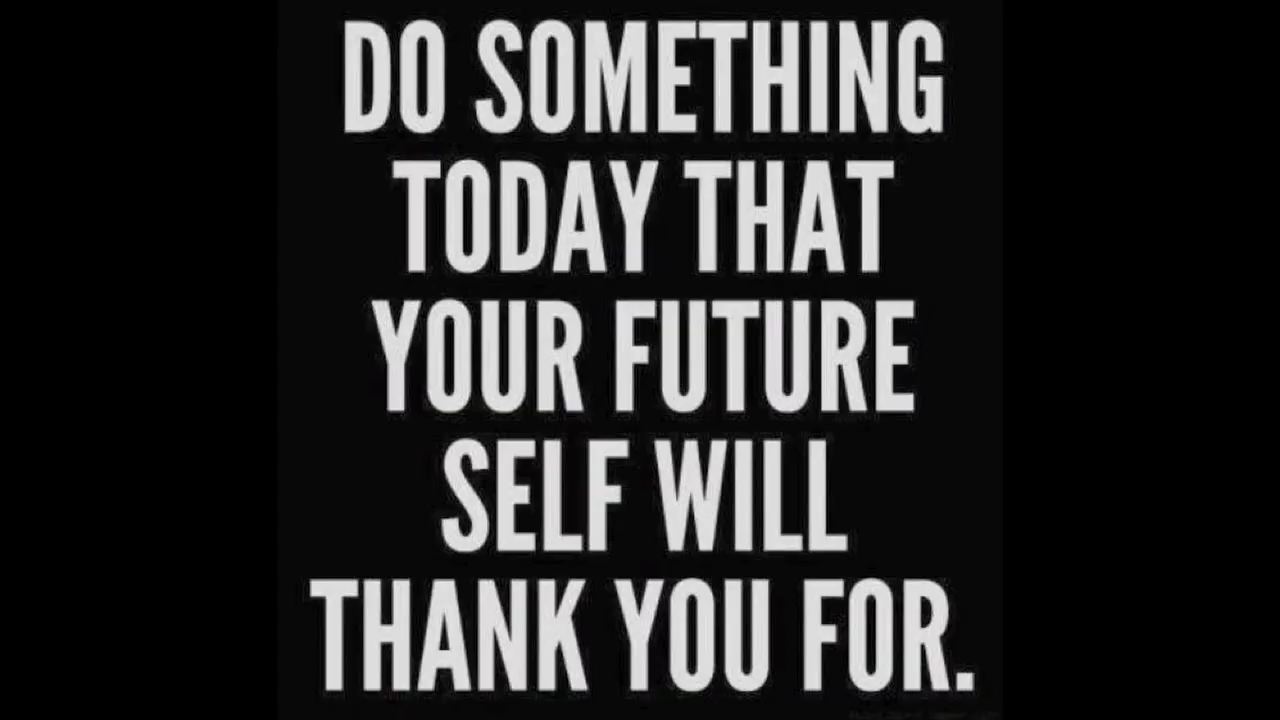 DO SOMETHING
TODAY THAT
YOUR FUTURE
SELF WILL
THANK YOU FOR.